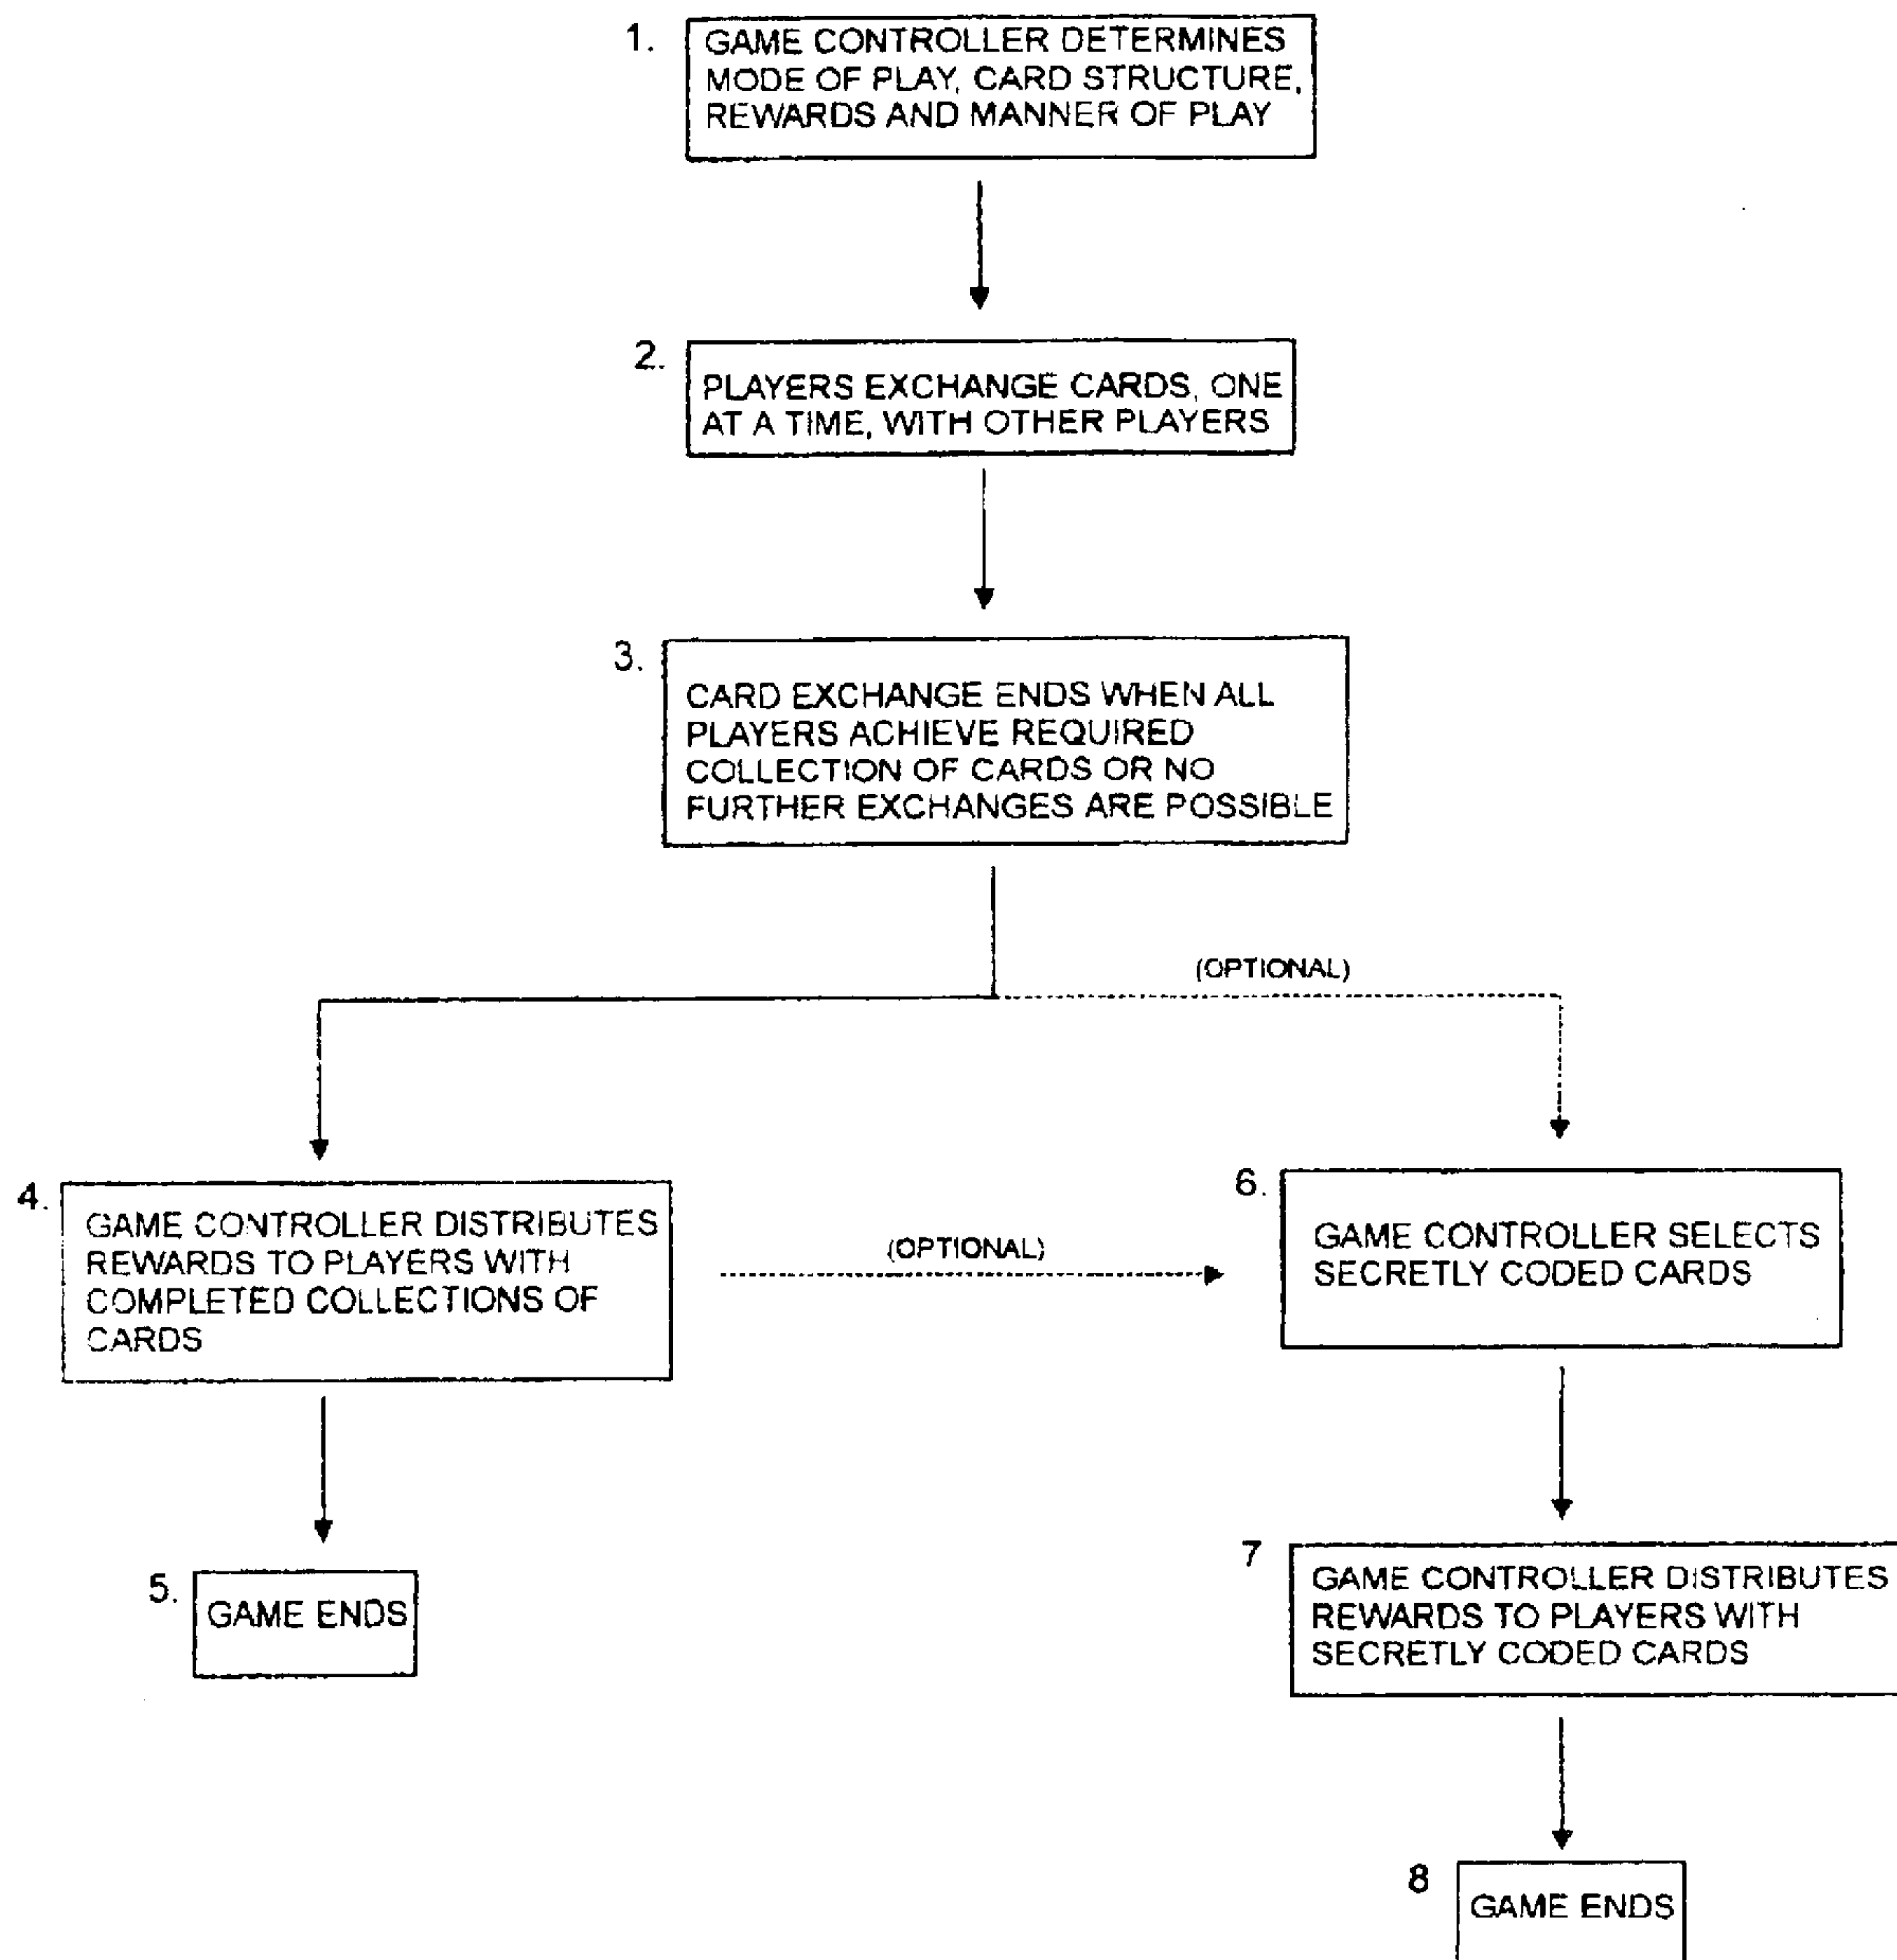 1.
GAME CONTROLLER DETERMINES
MODE OF PLAY, CARD STRUCTURE,
REWARDS AND MANNER OF PLAY
2.
PLAYERS EXCHANGE CARDS, ONE
AT A TIME, WITH OTHER PLAYERS
3.
CARD EXCHANGE ENDS WHEN ALL
PLAYERS ACHIEVE REQUIRED
COLLECTION OF CARDS OR NO
FURTHER EXCHANGES ARE POSSIBLE
(OPTIONAL)
4.
GAME CONTROLLER DISTRIBUTES
REWARDS TO PLAYERS WITH
COMPLETED COLLECTIONS OF
CARDS
(OPTIONAL)
6.
GAME CONTROLLER SELECTS
SECRETLY CODED CARDS
5.
GAME ENDS
7
GAME CONTROLLER DISTRIBUTES
REWARDS TO PLAYERS WITH
SECRETLY CODED CARDS
8
GAME ENDS